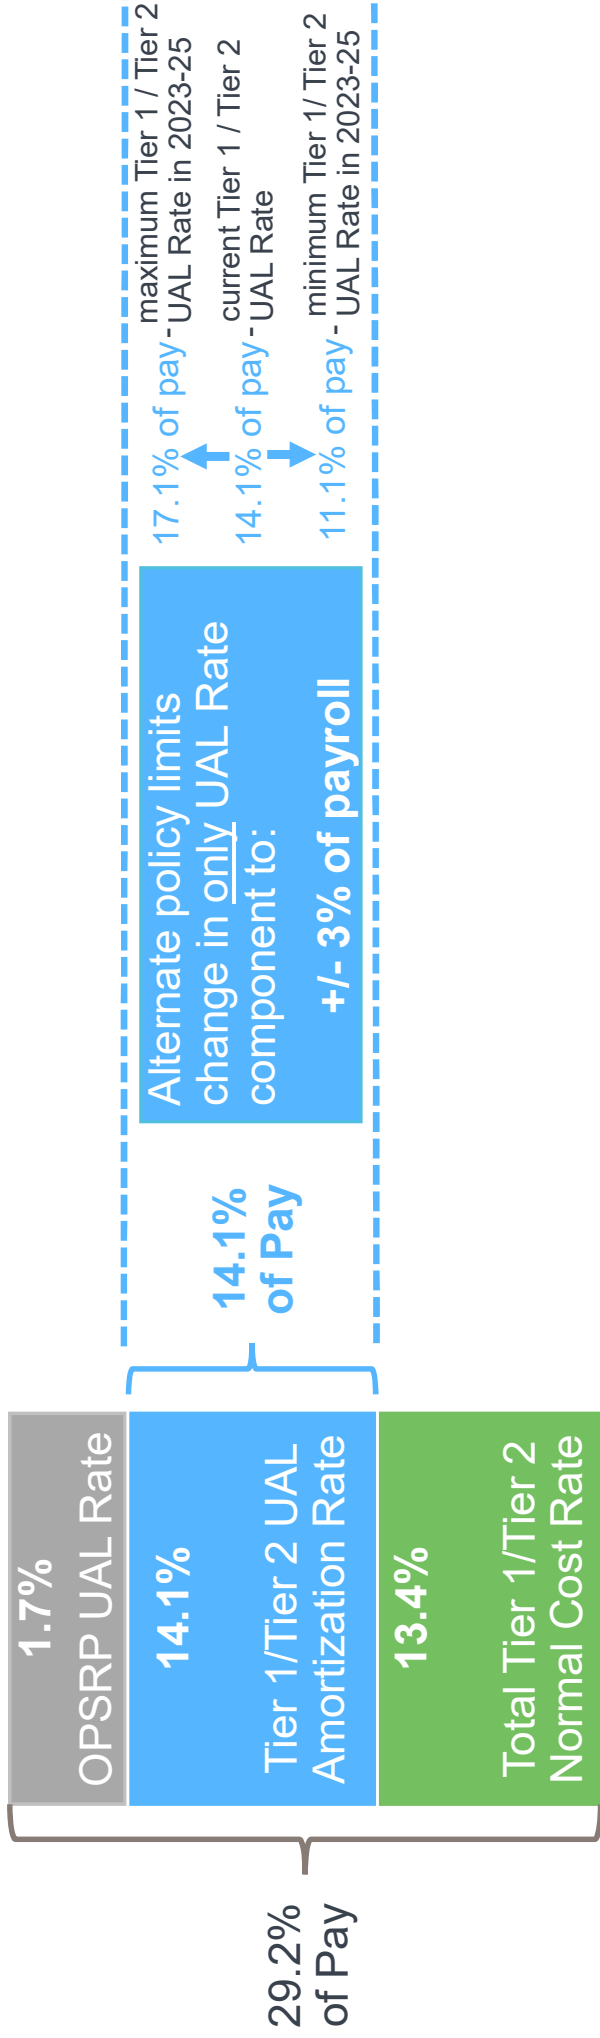 29.2%
of Pay
1.7%
OPSRP UAL Rate
14.1%
Tier 1/Tier 2 UAL
Amortization Rate
13.4%
Total Tier 1/Tier 2
Normal Cost Rate
14.1%
of Pay
Alternate policy limits
change in only UAL Rate
component to:
+/- 3% of payroll
17.1% of pay - maximum Tier 1 / Tier 2
UAL Rate in 2023-25
14.1% of pay - current Tier 1 / Tier 2
UAL Rate
11.1% of pay - minimum Tier 1/ Tier 2
UAL Rate in 2023-25